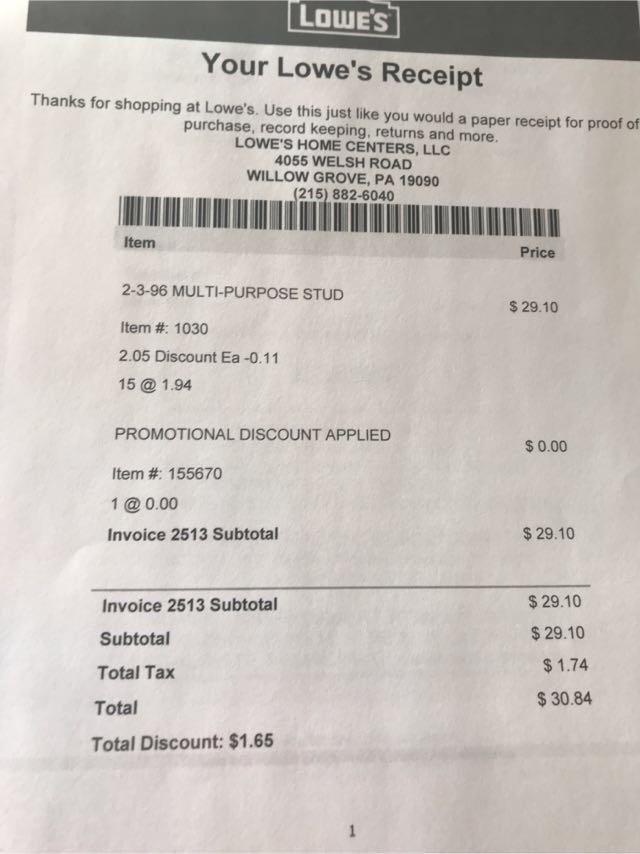 LOWE'S
Your Lowe's Receipt
Thanks for shopping at Lowe's. Use this just like you would a paper receipt for proof of
purchase, record keeping, returns and more.
LOWE'S HOME CENTERS, LLC
4055 WELSH ROAD
WILLOW GROVE, PA 19090
(215) 882-6040
Item Price
2-3-96 MULTI-PURPOSE STUD $ 29.10
Item #: 1030
2.05 Discount Ea -0.11
15 @ 1.94
PROMOTIONAL DISCOUNT APPLIED $ 0.00
Item #: 155670
1 @ 0.00
Invoice 2513 Subtotal $ 29.10
Invoice 2513 Subtotal $ 29.10
Subtotal $ 29.10
Total Tax $ 1.74
Total $ 30.84
Total Discount: $1.65
1